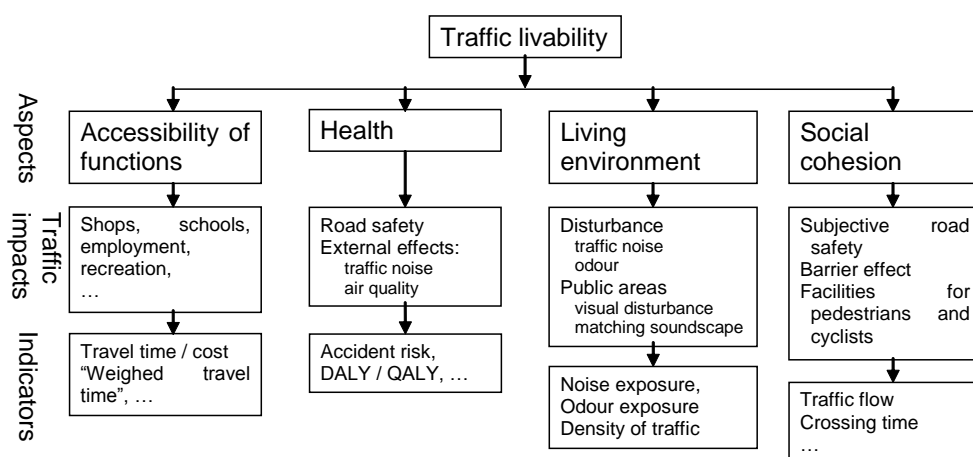 Traffic livability
Aspects
Accessibility of
functions
Health
Living
environment
Social
cohesion
Traffic
impacts
Shops, schools,
employment,
recreation,
…
Road safety
External effects:
traffic noise
air quality
Disturbance
traffic noise
odour
Public areas
visual disturbance
matching soundscape
Subjective road
safety
Barrier effect
Facilities for
pedestrians and
cyclists
Indicators
Travel time / cost
“Weighed travel
time”, …
Accident risk,
DALY / QALY, …
Noise exposure,
Odour exposure
Density of traffic
Traffic flow
Crossing time
…